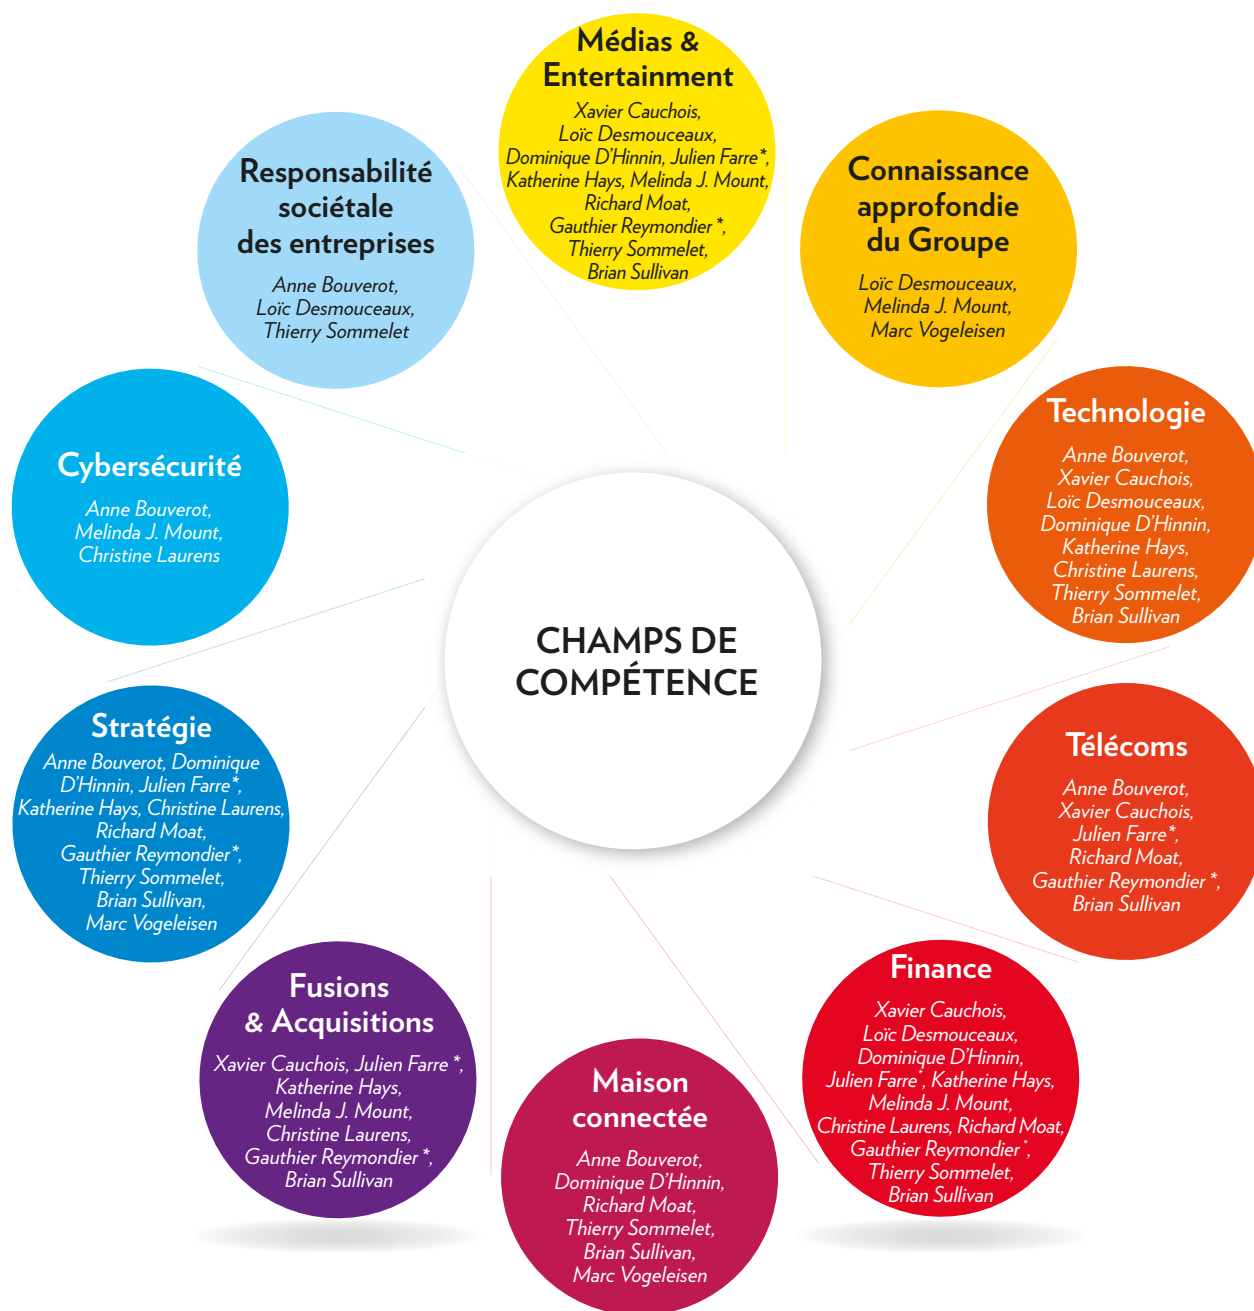 Médias &
Entertainment
Xavier Cauchois,
Loïc Desmouceaux,
Dominique D'Hinnin, Julien Farre*,
Katherine Hays, Melinda J. Mount,
Richard Moat,
Gauthier Reymondier *,
Thierry Sommelet,
Brian Sullivan
Connaissance
approfondie
du Groupe
Loïc Desmouceaux,
Melinda J. Mount,
Marc Vogeleisen
Technologie
Anne Bouverot,
Xavier Cauchois,
Loïc Desmouceaux,
Dominique D'Hinnin,
Katherine Hays,
Christine Laurens,
Thierry Sommelet,
Brian Sullivan
Télécoms
Anne Bouverot,
Xavier Cauchois,
Julien Farre*,
Richard Moat,
Gauthier Reymondier *,
Brian Sullivan
Finance
Xavier Cauchois,
Loïc Desmouceaux,
Dominique D'Hinnin,
Julien Farre*, Katherine Hays,
Melinda J. Mount,
Christine Laurens, Richard Moat,
Gauthier Reymondier *,
Thierry Sommelet,
Brian Sullivan
Maison
connectée
Anne Bouverot,
Dominique D'Hinnin,
Richard Moat,
Thierry Sommelet,
Brian Sullivan,
Marc Vogeleisen
Fusions
& Acquisitions
Xavier Cauchois, Julien Farre *,
Katherine Hays,
Melinda J. Mount,
Christine Laurens,
Gauthier Reymondier *,
Brian Sullivan
Stratégie
Anne Bouverot, Dominique
D'Hinnin, Julien Farre*,
Katherine Hays, Christine Laurens,
Richard Moat,
Gauthier Reymondier*,
Thierry Sommelet,
Brian Sullivan,
Marc Vogeleisen
Cybersécurité
Anne Bouverot,
Melinda J. Mount,
Christine Laurens
Responsabilité
sociétale
des entreprises
Anne Bouverot,
Loïc Desmouceaux,
Thierry Sommelet
CHAMPS DE
COMPÉTENCE